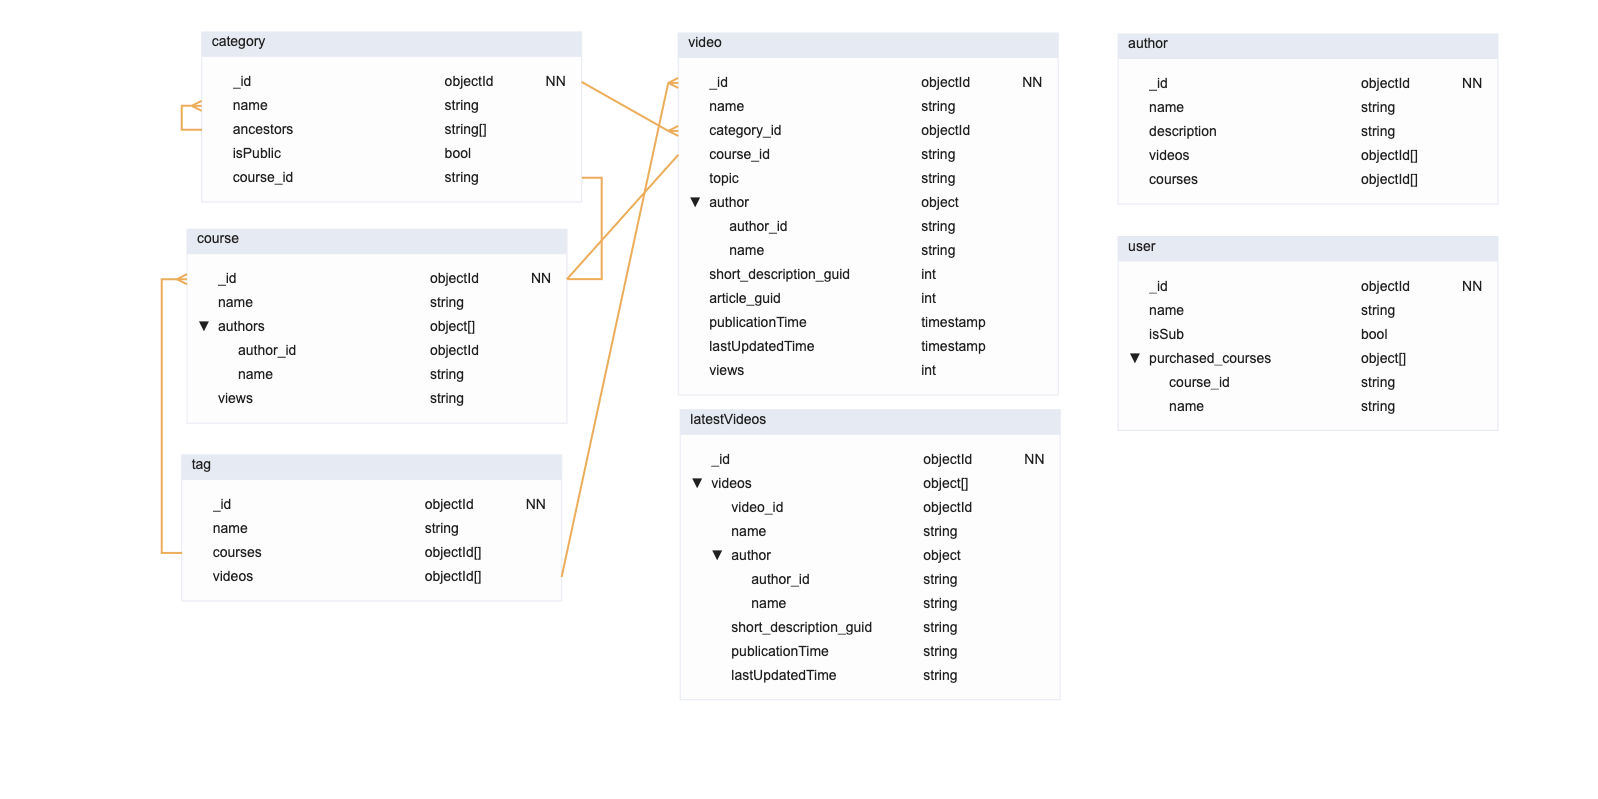 category
_id objectId NN
name string
ancestors string[]
isPublic bool
course_id string
course
_id objectId NN
name string
▼ authors object[]
author_id objectId
name string
views string
tag
_id objectId NN
name string
courses objectId[]
videos objectId[]
video
_id objectId NN
name string
category_id objectId
course_id string
topic string
▼ author object
author_id string
name string
short_description_guid int
article_guid int
publicationTime timestamp
lastUpdatedTime timestamp
views int
latestVideos
_id objectId NN
▼ videos object[]
video_id objectId
name string
▼ author object
author_id string
name string
short_description_guid string
publicationTime string
lastUpdatedTime string
author
_id objectId NN
name string
description string
videos objectId[]
courses objectId[]
user
_id objectId NN
name string
isSub bool
▼ purchased_courses object[]
course_id string
name string